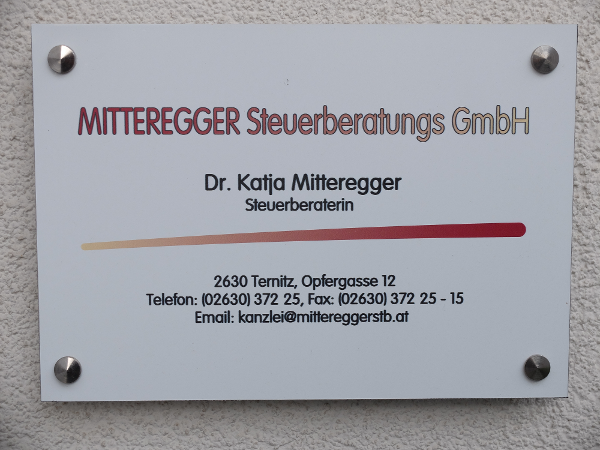 MITTEREGGER Steuerberatungs GmbH
Dr. Katja Mitteregger
Steuerberaterin
2630 Ternitz, Opfergasse 12
Telefon: (02630) 372 25, Fax: (02630) 372 25 - 15
Email: kanzlei@mittereggerstb.at